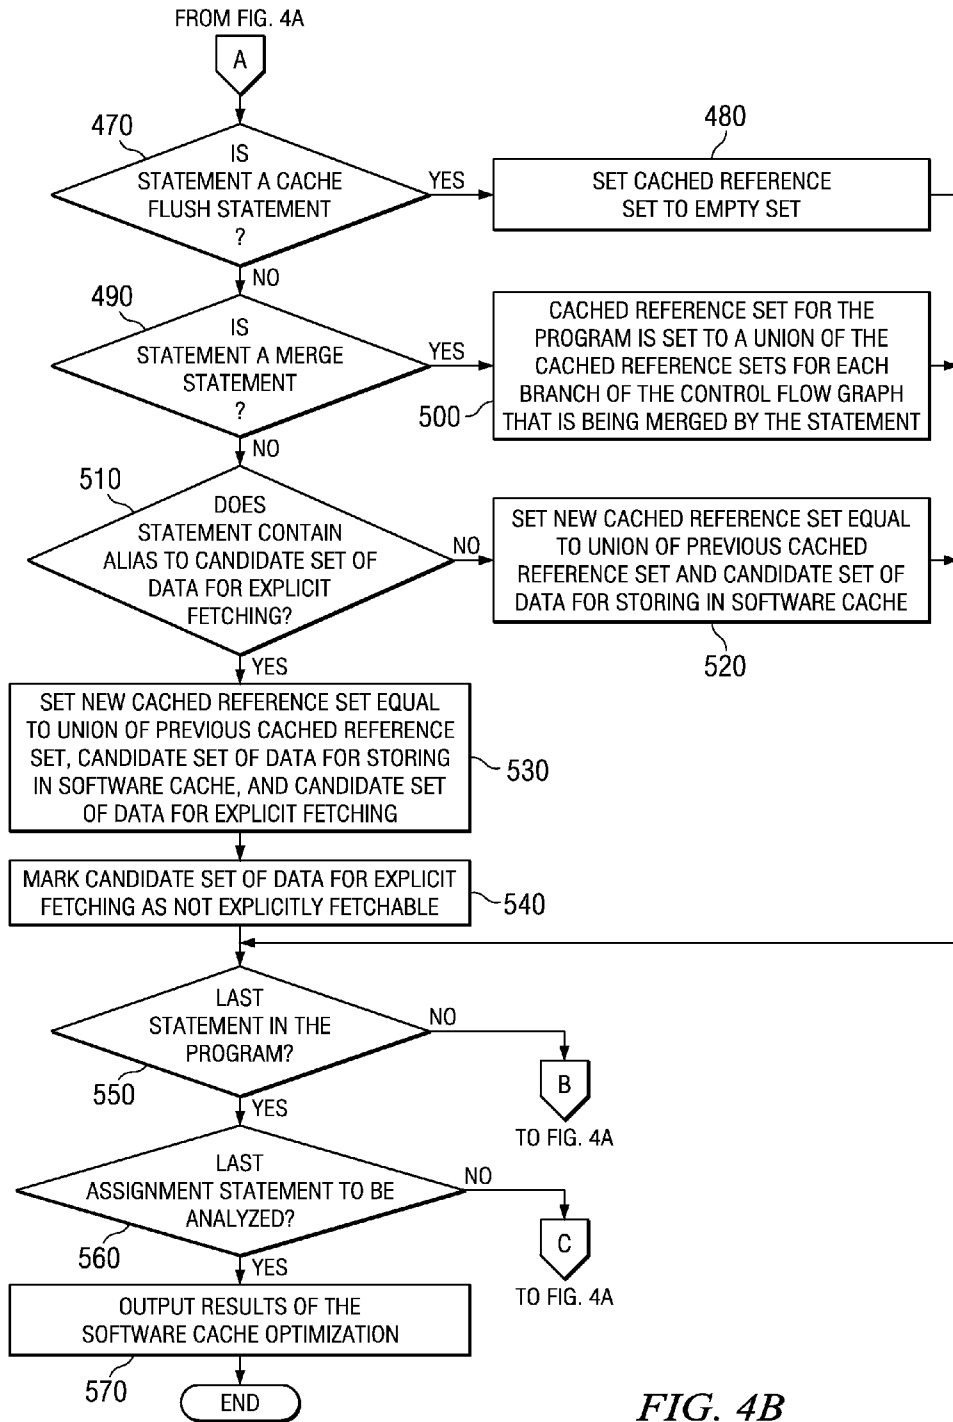 FROM FIG. 4A
A
470
IS
STATEMENT A CACHE
FLUSH STATEMENT
?
YES
NO
480
SET CACHED REFERENCE
SET TO EMPTY SET
490
IS
STATEMENT A MERGE
STATEMENT
?
YES
NO
CACHED REFERENCE SET FOR THE
PROGRAM IS SET TO A UNION OF THE
CACHED REFERENCE SETS FOR EACH
BRANCH OF THE CONTROL FLOW GRAPH
THAT IS BEING MERGED BY THE STATEMENT
500
510
DOES
STATEMENT CONTAIN
ALIAS TO CANDIDATE SET OF
DATA FOR EXPLICIT
FETCHING?
NO
YES
SET NEW CACHED REFERENCE SET EQUAL
TO UNION OF PREVIOUS CACHED
REFERENCE SET AND CANDIDATE SET OF
DATA FOR STORING IN SOFTWARE CACHE
520
SET NEW CACHED REFERENCE SET EQUAL
TO UNION OF PREVIOUS CACHED REFERENCE
SET, CANDIDATE SET OF DATA FOR STORING
IN SOFTWARE CACHE, AND CANDIDATE SET
OF DATA FOR EXPLICIT FETCHING
530
MARK CANDIDATE SET OF DATA FOR EXPLICIT
FETCHING AS NOT EXPLICITLY FETCHABLE
540
LAST
STATEMENT IN THE
PROGRAM?
550
NO
YES
B
TO FIG. 4A
LAST
ASSIGNMENT STATEMENT TO BE
ANALYZED?
560
NO
YES
C
TO FIG. 4A
OUTPUT RESULTS OF THE
SOFTWARE CACHE OPTIMIZATION
570
END
FIG. 4B